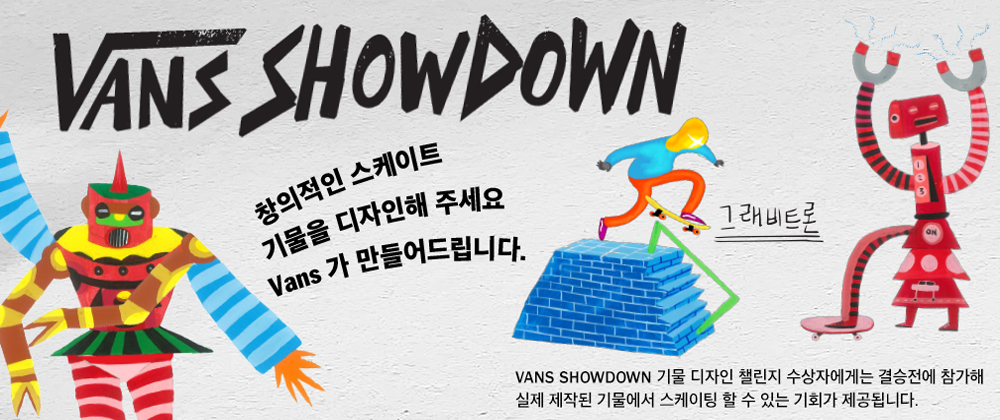 VANS SHOWDOWN
창의적인 스케이트
기물을 디자인해 주세요
Vans 가 만들어드립니다.
그래비트론
1
2
3
ON
VANS SHOWDOWN 기물 디자인 챌린지 수상자에게는 결승전에 참가해
실제 제작된 기물에서 스케이팅 할 수 있는 기회가 제공됩니다.